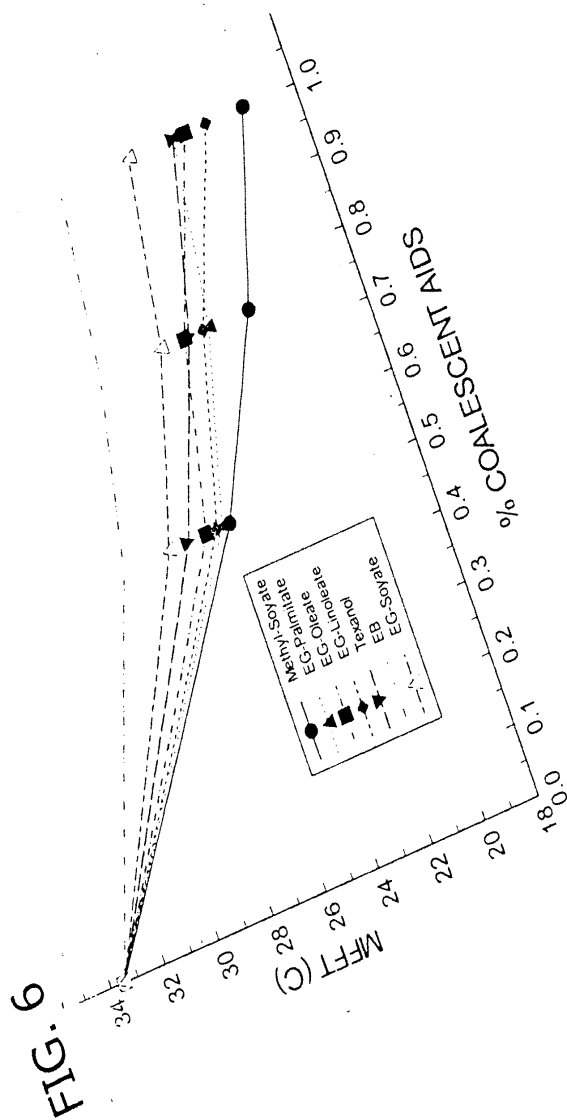 FIG. 6
MFFT (C)
34
32
30
28
26
24
22
20
18
Methyl-Soyate
EG-Palmilate
EG-Oleate
EG-Linoleate
Texanol
EB
EG-Soyate
0.0
0.1
0.2
0.3
0.4
0.5
0.6
0.7
0.8
0.9
1.0
% COALESCENT AIDS